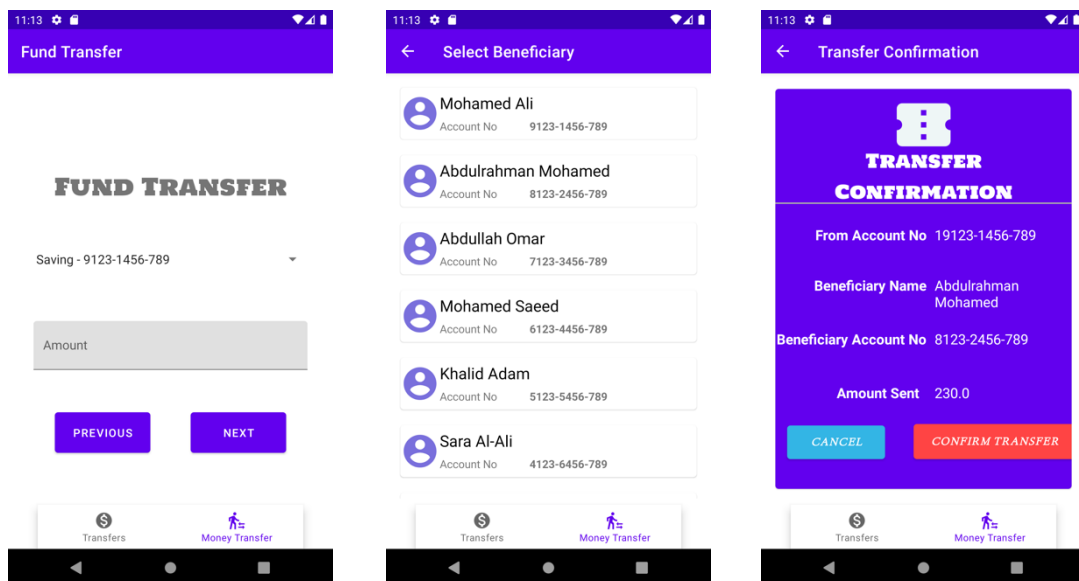 11:13
Fund Transfer
FUND TRANSFER
Saving - 9123-1456-789
Amount
PREVIOUS NEXT
Transfers Money Transfer
11:13
Select Beneficiary
Mohamed Ali
Account No 9123-1456-789
Abdulrahman Mohamed
Account No 8123-2456-789
Abdullah Omar
Account No 7123-3456-789
Mohamed Saeed
Account No 6123-4456-789
Khalid Adam
Account No 5123-5456-789
Sara Al-Ali
Account No 4123-6456-789
Transfers Money Transfer
11:13
Transfer Confirmation
TRANSFER
CONFIRMATION
From Account No 19123-1456-789
Beneficiary Name Abdulrahman
Mohamed
Beneficiary Account No 8123-2456-789
Amount Sent 230.0
CANCEL CONFIRM TRANSFER
Transfers Money Transfer